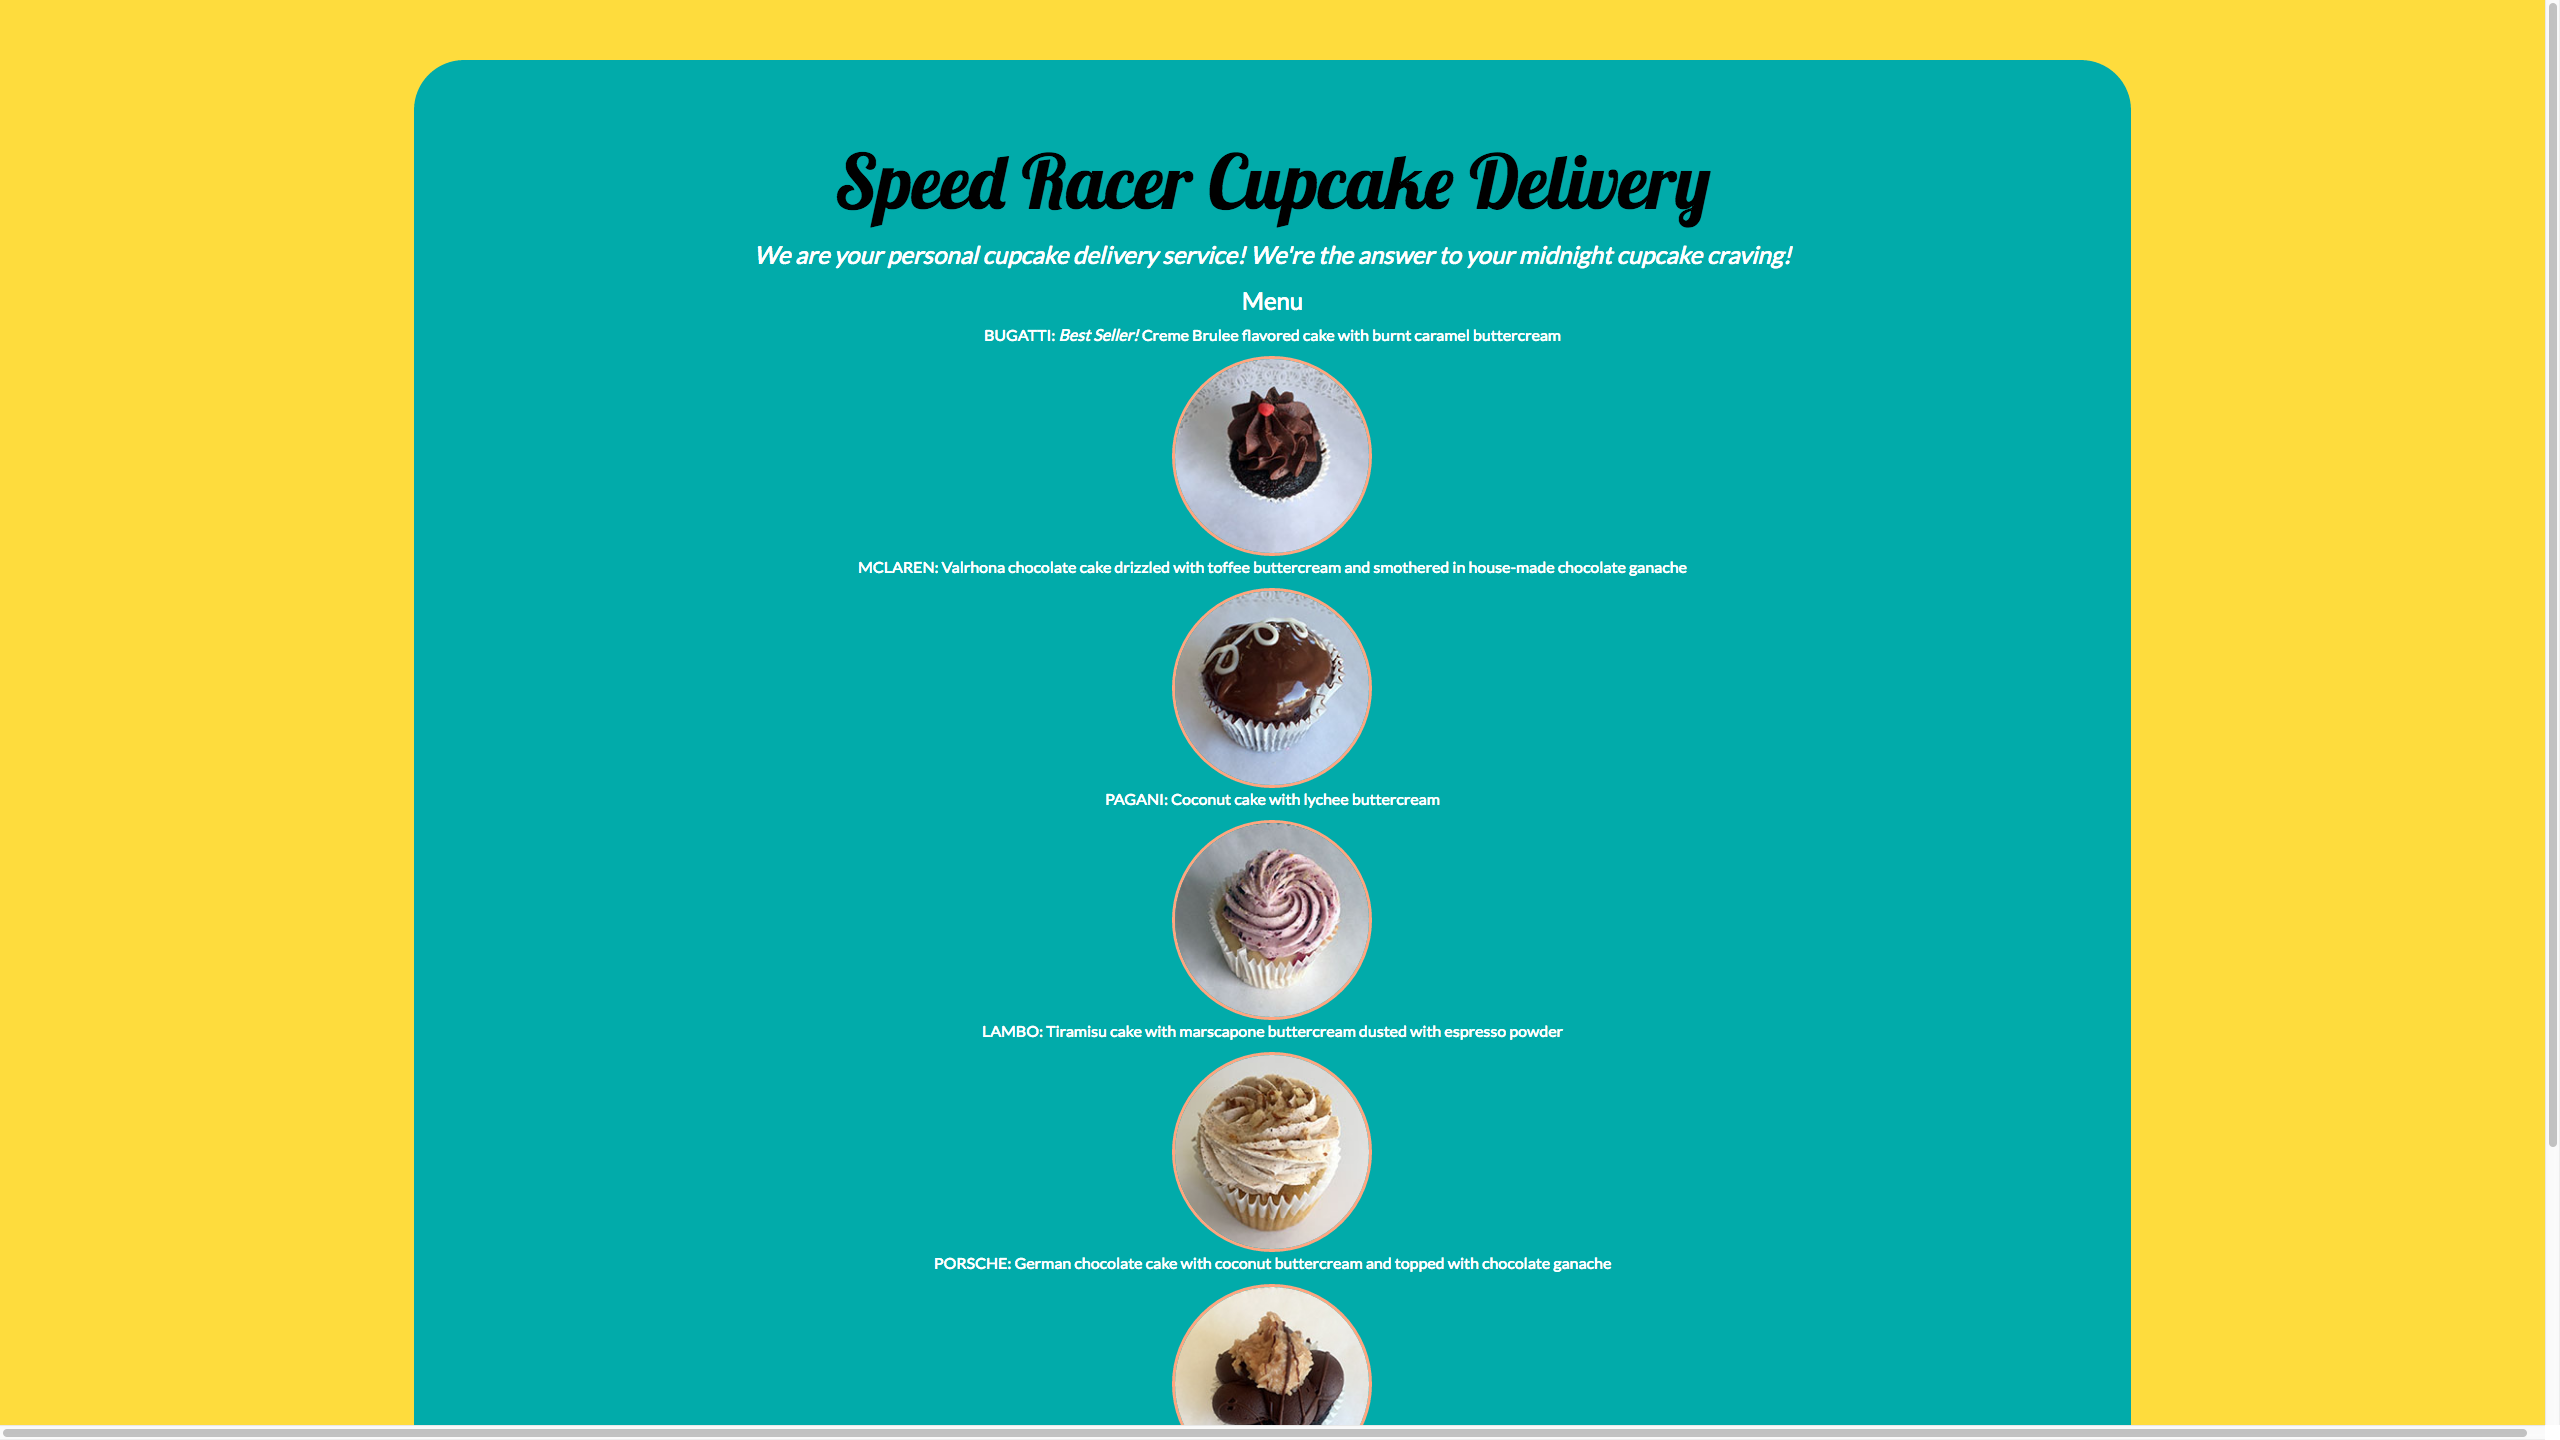 Speed Racer Cupcake Delivery
We are your personal cupcake delivery service! We're the answer to your midnight cupcake craving!
Menu
BUGATTI: Best Seller! Creme Brulee flavored cake with burnt caramel buttercream
MCLAREN: Valrhona chocolate cake drizzled with toffee buttercream and smothered in house-made chocolate ganache
PAGANI: Coconut cake with lychee buttercream
LAMBO: Tiramisu cake with marscapone buttercream dusted with espresso powder
PORSCHE: German chocolate cake with coconut buttercream and topped with chocolate ganache